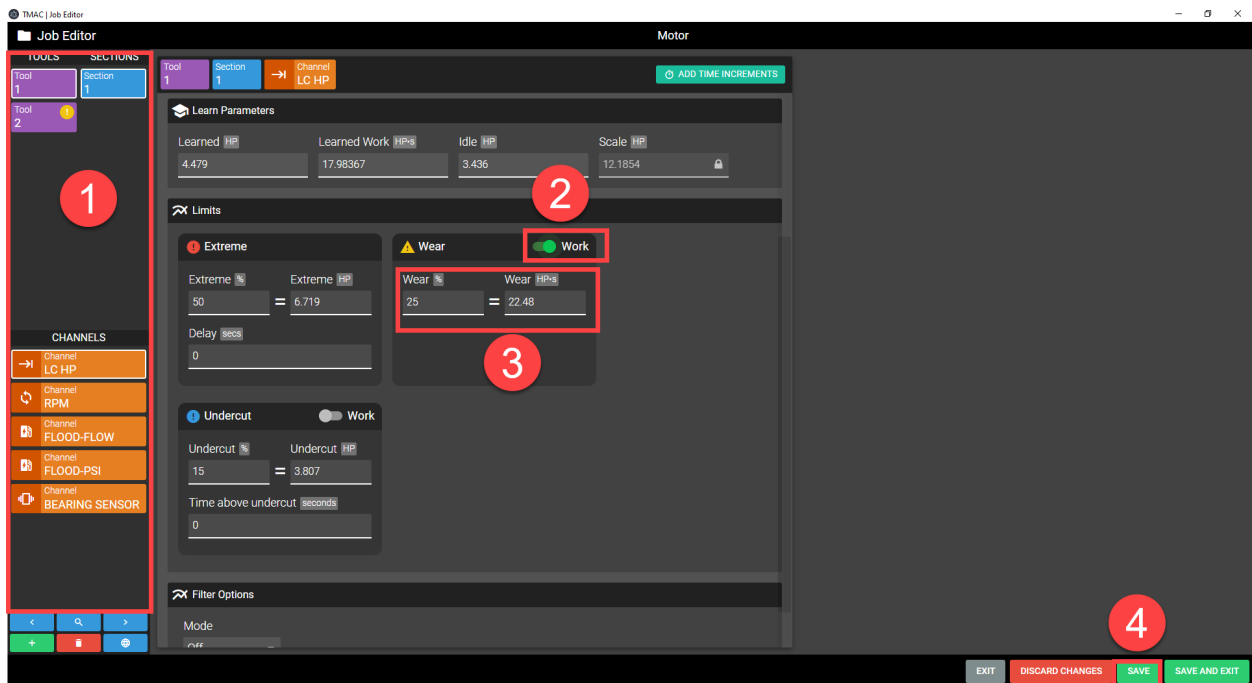 TMAC | Job Editor
Job Editor
Motor
TOOLS SECTIONS
Tool
1
Section
1
Tool
2
!
1
CHANNELS
Channel
LC HP
Channel
RPM
Channel
FLOOD-FLOW
Channel
FLOOD-PSI
Channel
BEARING SENSOR
Tool
1
Section
1
Channel
LC HP
ADD TIME INCREMENTS
Learn Parameters
Learned HP Learned Work HP•s Idle HP Scale HP
4.479 17.98367 3.436 12.1854
2
Limits
Extreme
Extreme % Extreme HP
50 = 6.719
Delay secs
0
Wear Work
Wear % Wear HP•s
25 = 22.48
3
Undercut Work
Undercut % Undercut HP
15 = 3.807
Time above undercut seconds
0
Filter Options
Mode
Off
4
EXIT DISCARD CHANGES SAVE SAVE AND EXIT